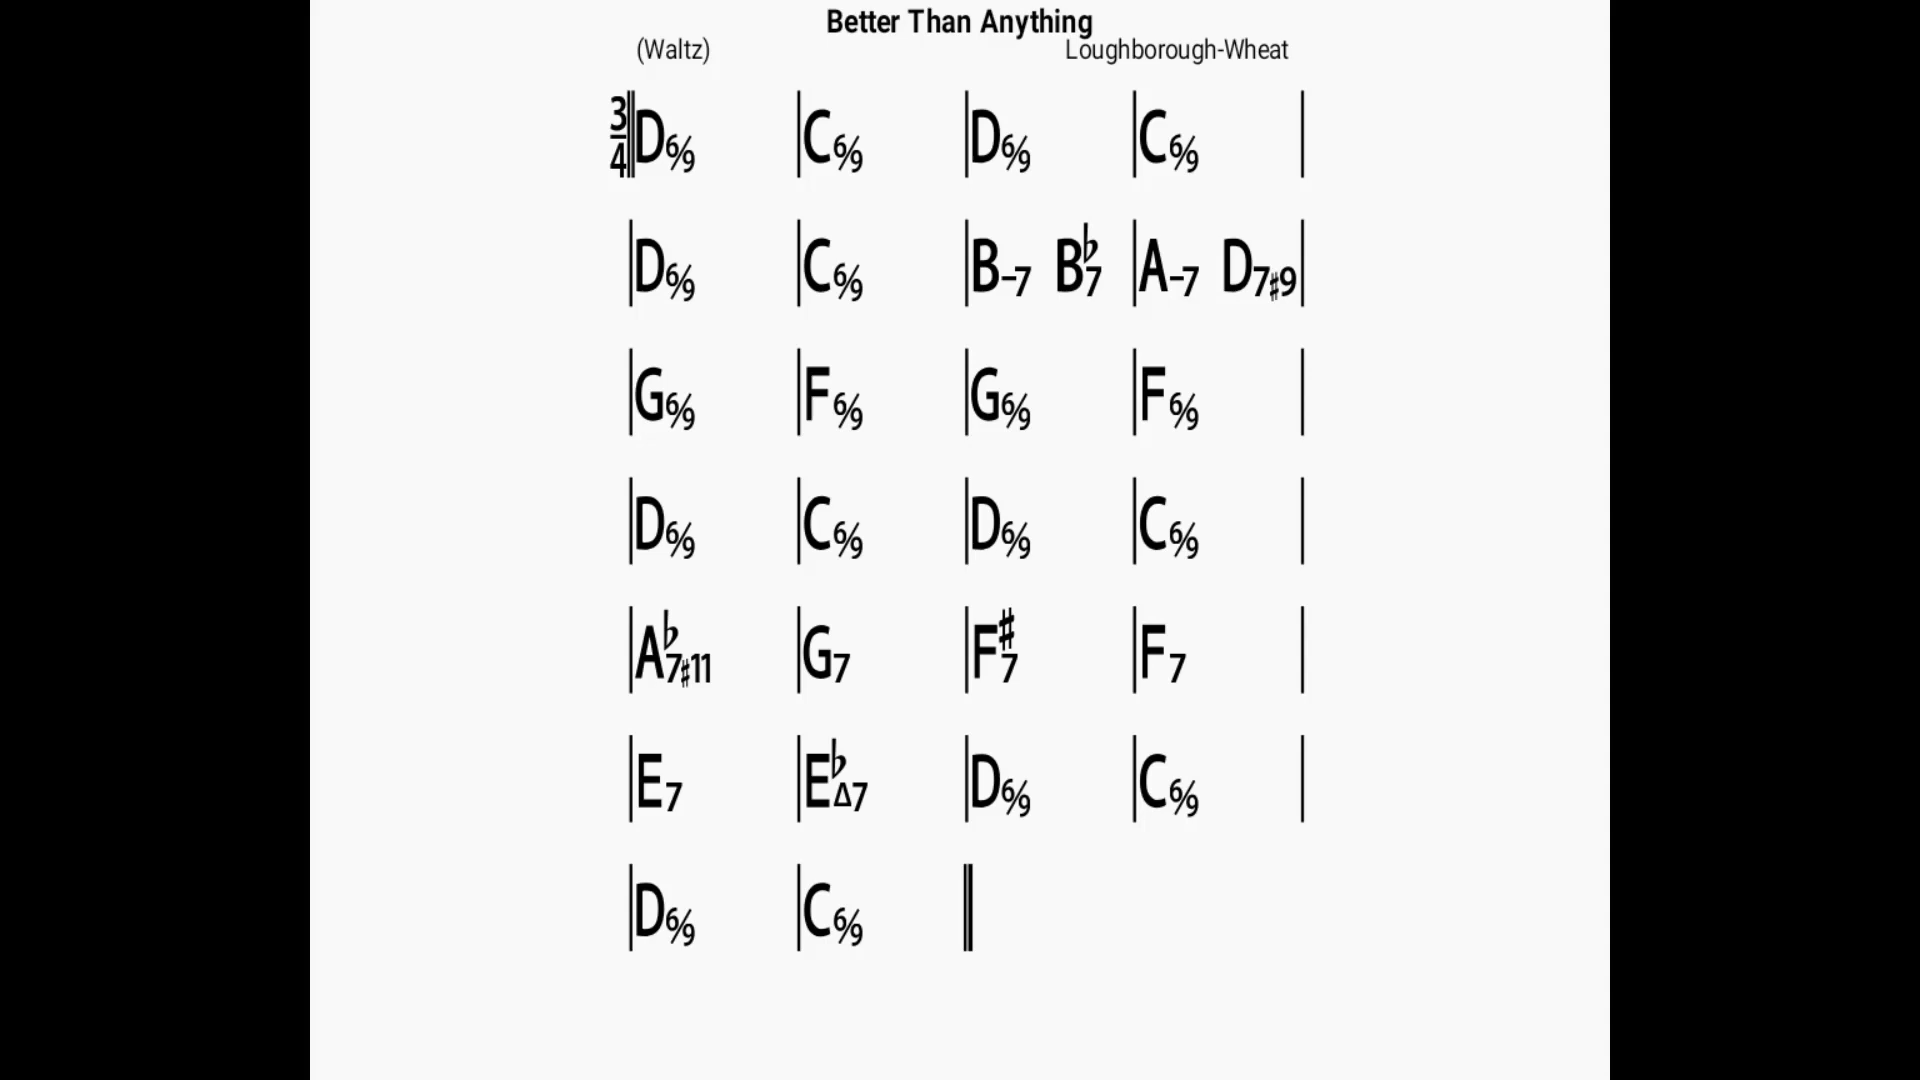 Better Than Anything
(Waltz) Loughborough-Wheat
3/4 D6/9 | C6/9 | D6/9 | C6/9 |
| D6/9 | C6/9 | B-7 B♭7 | A-7 D7♯9 |
| G6/9 | F6/9 | G6/9 | F6/9 |
| D6/9 | C6/9 | D6/9 | C6/9 |
| A♭7♯11 | G7 | F♯7 | F7 |
| E7 | E♭Δ7 | D6/9 | C6/9 |
| D6/9 | C6/9 ||